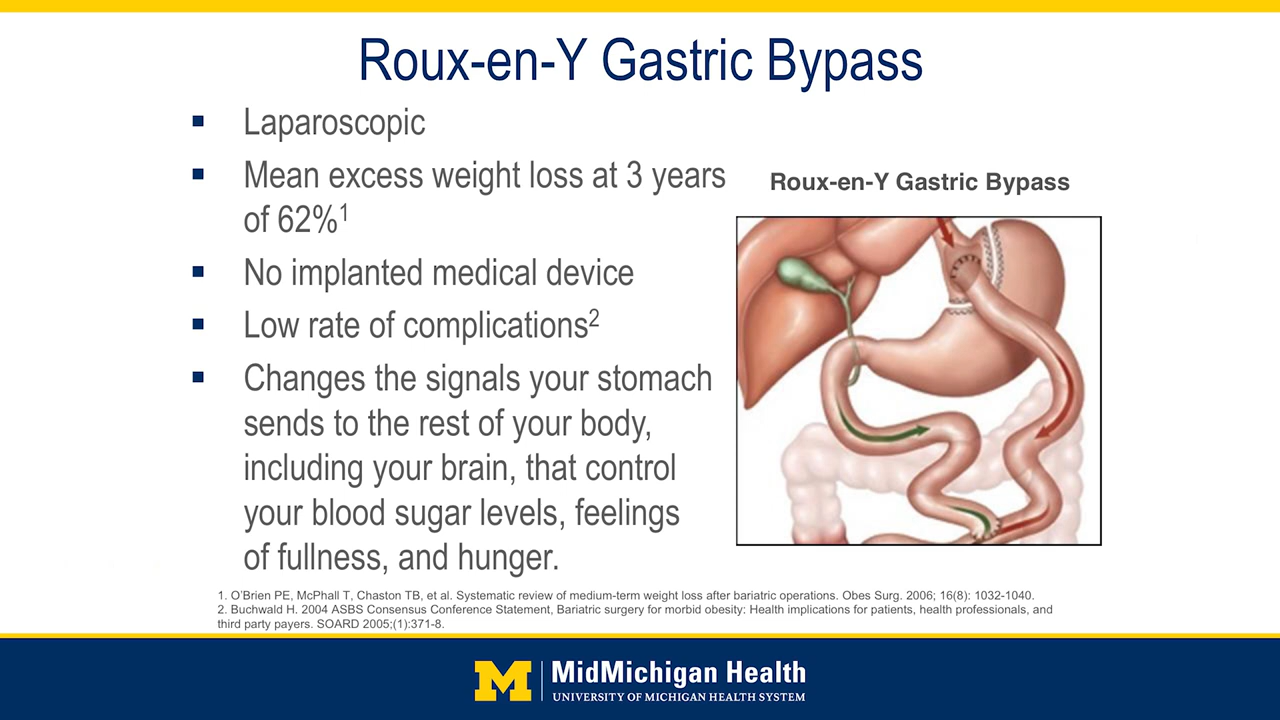 Roux-en-Y Gastric Bypass
▪ Laparoscopic
▪ Mean excess weight loss at 3 years
of 62%1
▪ No implanted medical device
▪ Low rate of complications2
▪ Changes the signals your stomach
sends to the rest of your body,
including your brain, that control
your blood sugar levels, feelings
of fullness, and hunger.
Roux-en-Y Gastric Bypass
1. O'Brien PE, McPhall T, Chaston TB, et al. Systematic review of medium-term weight loss after bariatric operations. Obes Surg. 2006; 16(8): 1032-1040.
2. Buchwald H. 2004 ASBS Consensus Conference Statement, Bariatric surgery for morbid obesity: Health implications for patients, health professionals, and
third party payers. SOARD 2005;(1):371-8.
M
MidMichigan Health
UNIVERSITY OF MICHIGAN HEALTH SYSTEM